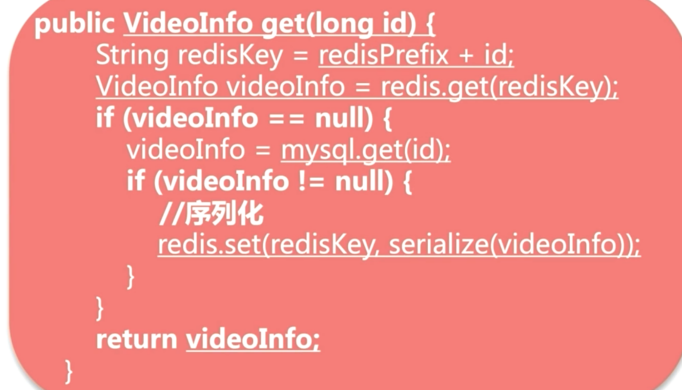 public VideoInfo get(long id) {
String redisKey = redisPrefix + id;
VideoInfo videoInfo = redis.get(redisKey);
if (videoInfo == null) {
videoInfo = mysql.get(id);
if (videoInfo != null) {
//序列化
redis.set(redisKey, serialize(videoInfo));
}
}
return videoInfo;
}